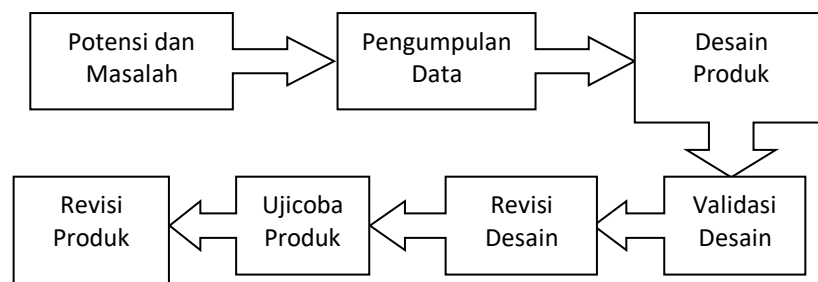 Potensi dan
Masalah
Pengumpulan
Data
Desain
Produk
Validasi
Desain
Revisi
Desain
Ujicoba
Produk
Revisi
Produk